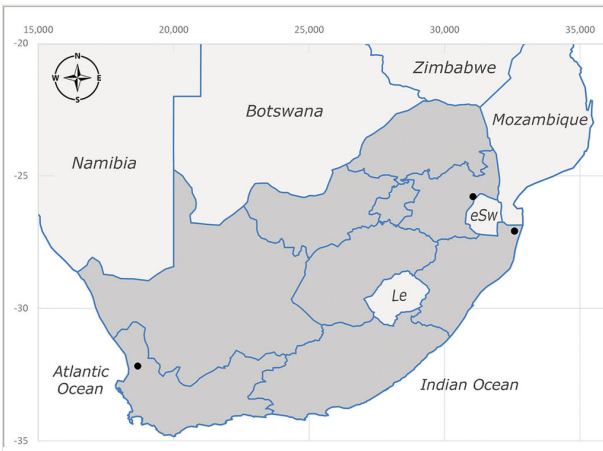 15,000 20,000 25,000 30,000 35,000
-20
N
W E
S
Zimbabwe
Botswana
Mozambique
Namibia
-25
eSw
Le
-30
Atlantic
Ocean
Indian Ocean
-35